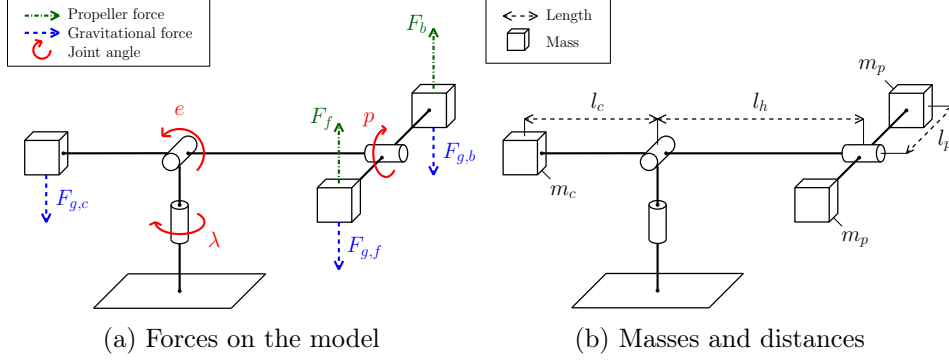 Propeller force
Gravitational force
Joint angle
F_b
e
F_f
p
F_{g,b}
F_{g,c}
λ
F_{g,f}
(a) Forces on the model
Length
Mass
m_p
l_c
l_h
l_p
m_c
m_p
(b) Masses and distances